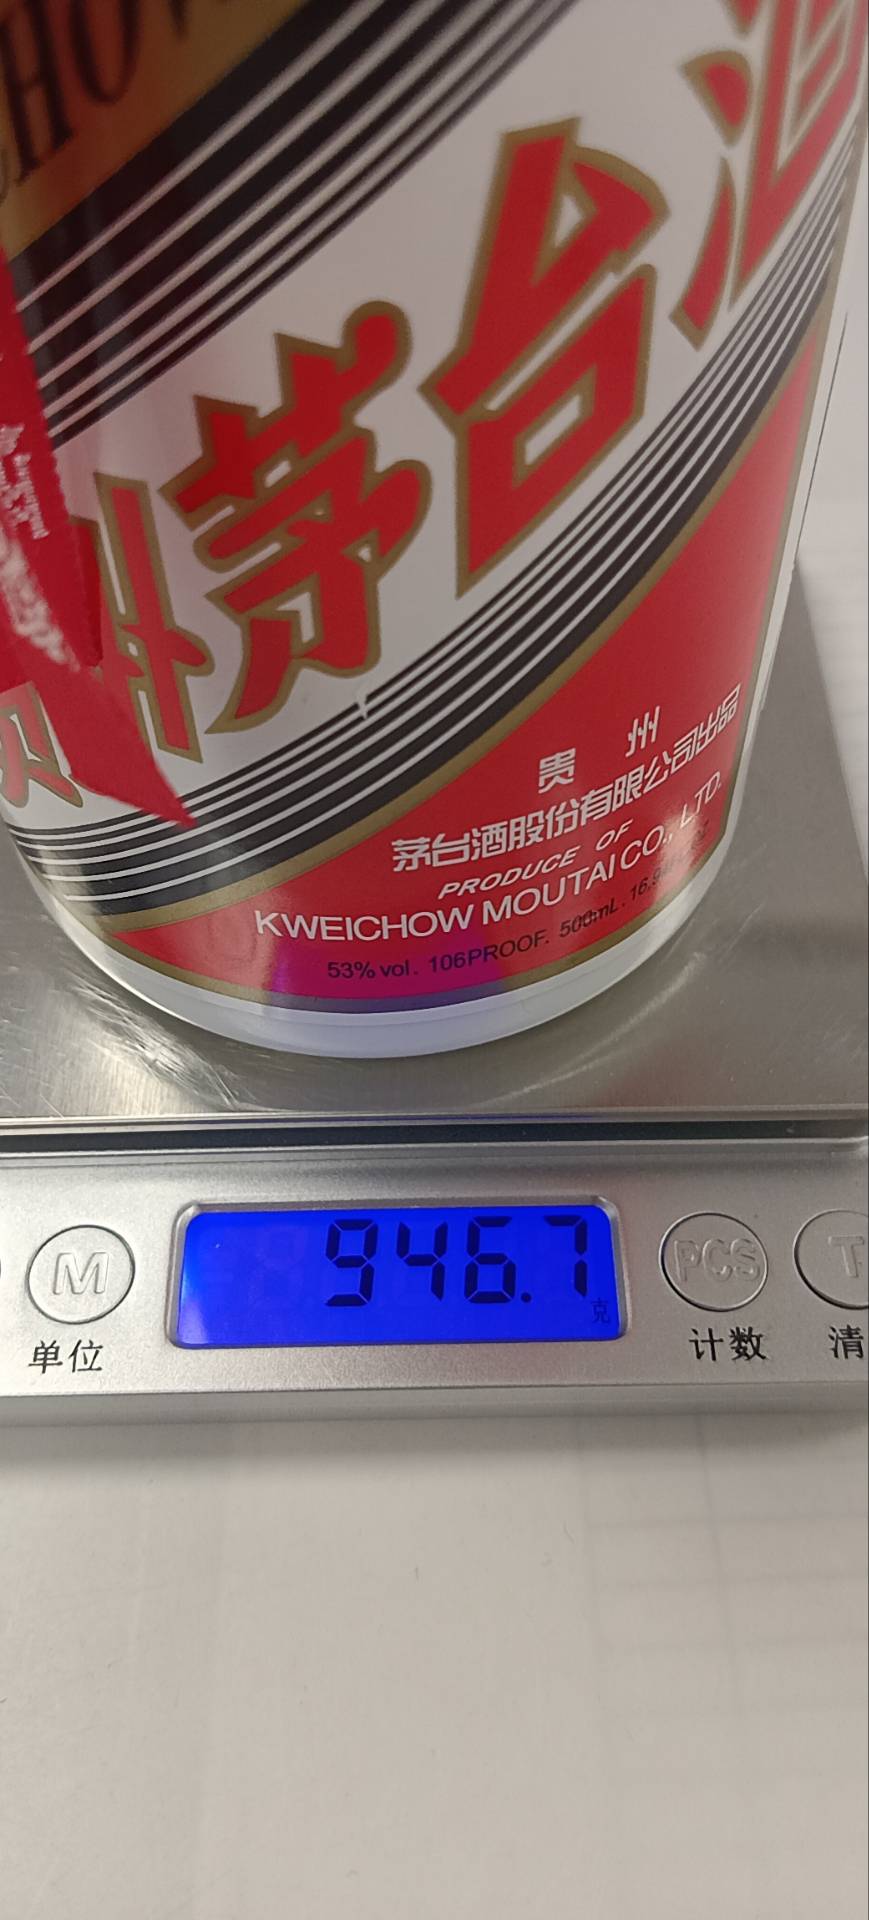 茅台酒
贵 州
茅台酒股份有限公司出品
PRODUCE OF
KWEICHOW MOUTAI CO., LTD.
53% vol. 106PROOF. 500mL.
946.7
克
M
PCS
T
单位
计数
清